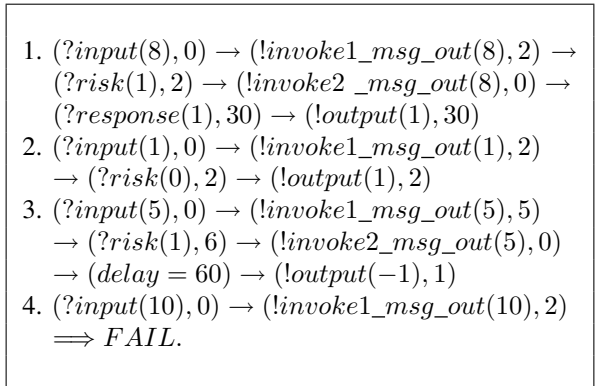 1. (?input(8), 0) → (!invoke1_msg_out(8), 2) →
(?risk(1), 2) → (!invoke2 _msg_out(8), 0) →
(?response(1), 30) → (!output(1), 30)
2. (?input(1), 0) → (!invoke1_msg_out(1), 2)
→ (?risk(0), 2) → (!output(1), 2)
3. (?input(5), 0) → (!invoke1_msg_out(5), 5)
→ (?risk(1), 6) → (!invoke2_msg_out(5), 0)
→ (delay = 60) → (!output(−1), 1)
4. (?input(10), 0) → (!invoke1_msg_out(10), 2)
⟹ FAIL.